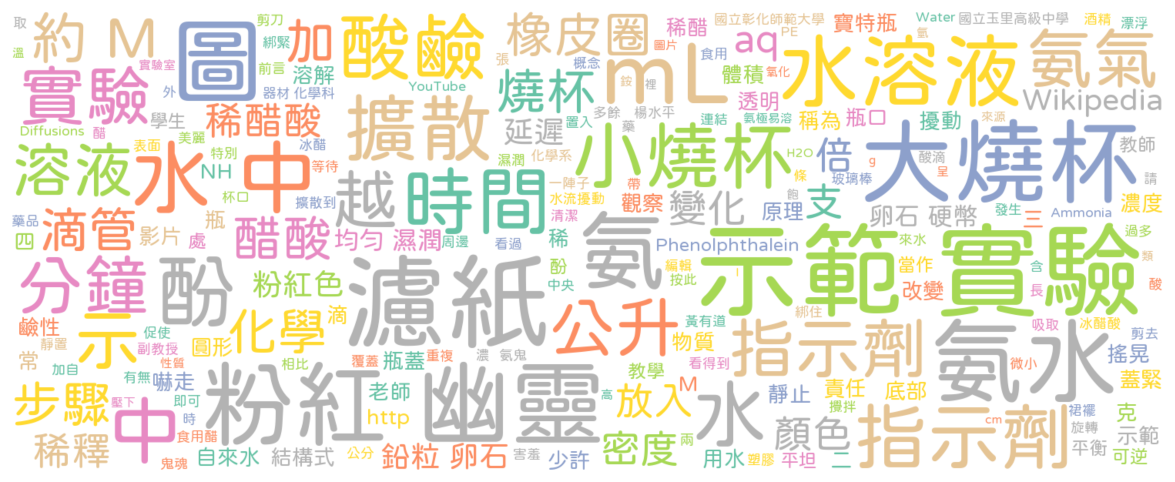 取 約 M 圖 剪刀 加 酸鹼 橡皮圈 稀醋 國立彰化師範大學 寶特瓶 Water 國立玉里高級中學 酒精 漂浮
溫 實驗室 綁緊 張 圖片 mL 食用 aq PE 水溶液 氫 氨氣
實驗 前言 溶解 概念 銨 裡 體積 氧化
外 器材 化學科 YouTube 燒杯 多餘 楊水平 透明 Wikipedia
Diffusions 醋 學生 稀醋酸 擴散 延遲 置入 藥 連結 氨極易溶 稱為 瓶口 擾動 來源
溶液 表面 美麗 特別 冰醋 水中 NH 等待 濕潤 化學系 小燒杯 H2O 倍 酸滴 g 呈 大燒杯 教師
杯口 擴散到 越 時間 一陣子 帶 水流擾動 觀察 條 飽 玻璃棒 支 請
藥品 瓶 四 滴管 影片 處 醋酸 均勻 濕潤 周邊 看過 清潔 稀 氨 變化 原理 卵石 硬幣 發生 三 Ammonia 濃度 過多
分鐘 酚 粉紅色 濾紙 酚 中央 Phenolphthalein 編輯 按此 示範實驗 來水 當作 改變 含 長 類 酸
鹼性 靜置 示 促使 副教授 性質 化學 滴 圓形 公升 物質 綁住 黃有道 指示劑 吸取 冰醋酸 剪去 氨水
常 加自 有無 嚇走 相比 覆蓋 瓶蓋 重複 濃 氨鬼 看得到 微小 搖晃 蓋緊
步驟 壓下 即可 時 粉紅 老師 http 幽靈 高 教學 放入 M 水 靜止 責任 攪拌 底部 裙襬 克
稀釋 中 食用醋 鬼魂 自來水 結構式 公分 鉛粒 卵石 害羞 少許 密度 兩 用水 塑膠 平坦 顏色 二 指示劑 cm 旋轉 平衡 示範 可逆